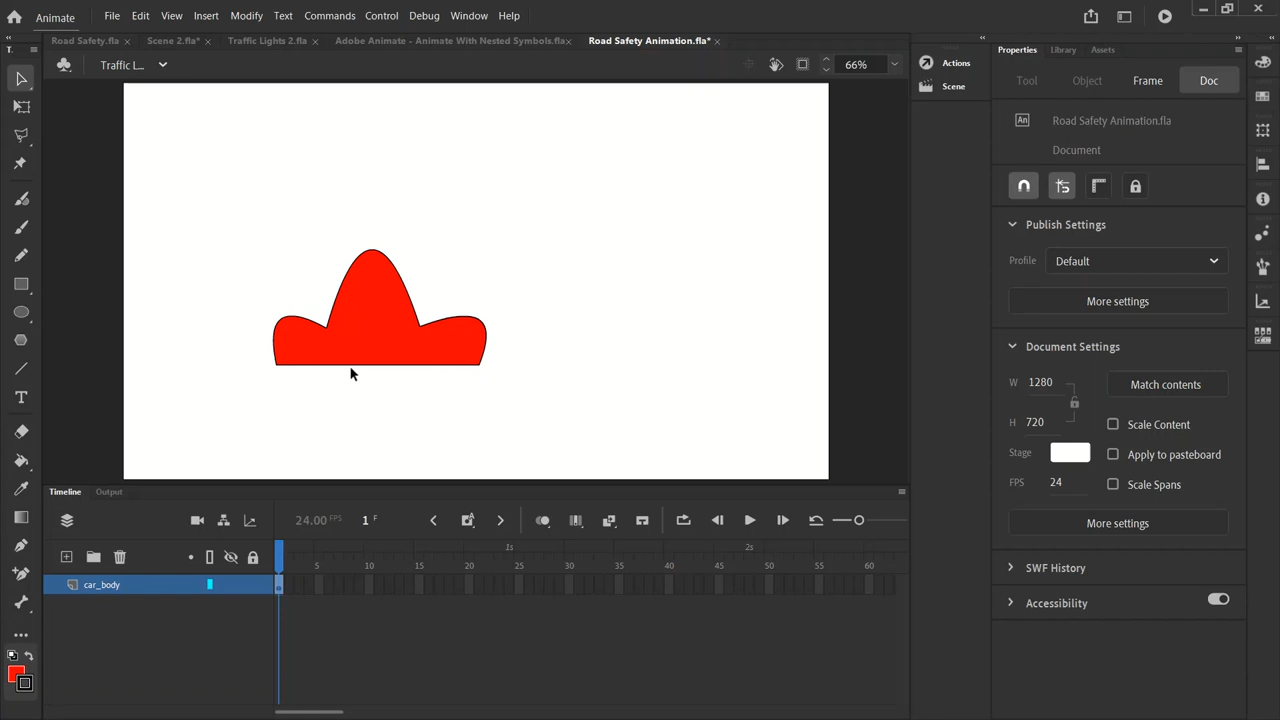 Animate File Edit View Insert Modify Text Commands Control Debug Window Help
Road Safety.fla × Scene 2.fla* × Traffic Lights 2.fla × Adobe Animate - Animate With Nested Symbols.fla× Road Safety Animation.fla* ×
Traffic L... 66%
T.
Actions
Scene
Properties Library Assets
Tool Object Frame Doc
An Road Safety Animation.fla
Document
Publish Settings
Profile Default
More settings
Document Settings
W 1280 Match contents
H 720 Scale Content
Stage Apply to pasteboard
FPS 24 Scale Spans
More settings
SWF History
Accessibility
Timeline Output
24.00 FPS 1 F
1s 2s
5 10 15 20 25 30 35 40 45 50 55 60
car_body